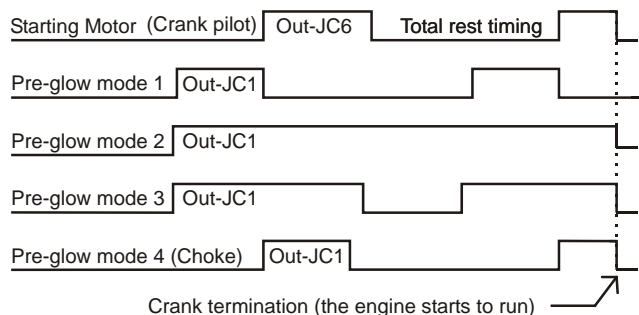 Starting Motor (Crank pilot) Out-JC6 Total rest timing
Pre-glow mode 1 Out-JC1
Pre-glow mode 2 Out-JC1
Pre-glow mode 3 Out-JC1
Pre-glow mode 4 (Choke) Out-JC1
Crank termination (the engine starts to run)